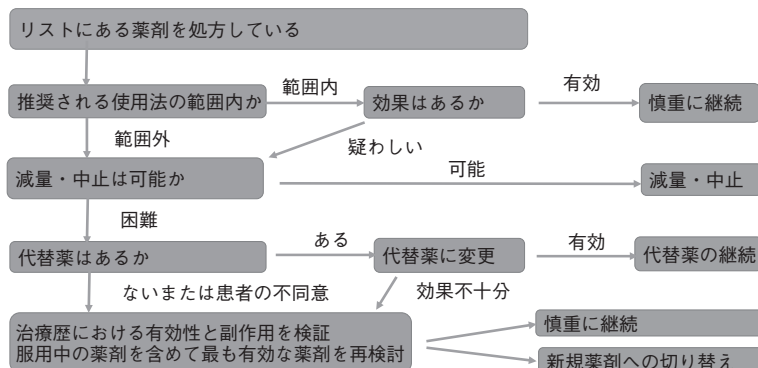 リストにある薬剤を処方している
推奨される使用法の範囲内か
範囲内
効果はあるか
有効
慎重に継続
範囲外
疑わしい
減量・中止は可能か
可能
減量・中止
困難
代替薬はあるか
ある
代替薬に変更
有効
代替薬の継続
ないまたは患者の不同意
効果不十分
治療歴における有効性と副作用を検証
服用中の薬剤を含めて最も有効な薬剤を再検討
慎重に継続
新規薬剤への切り替え